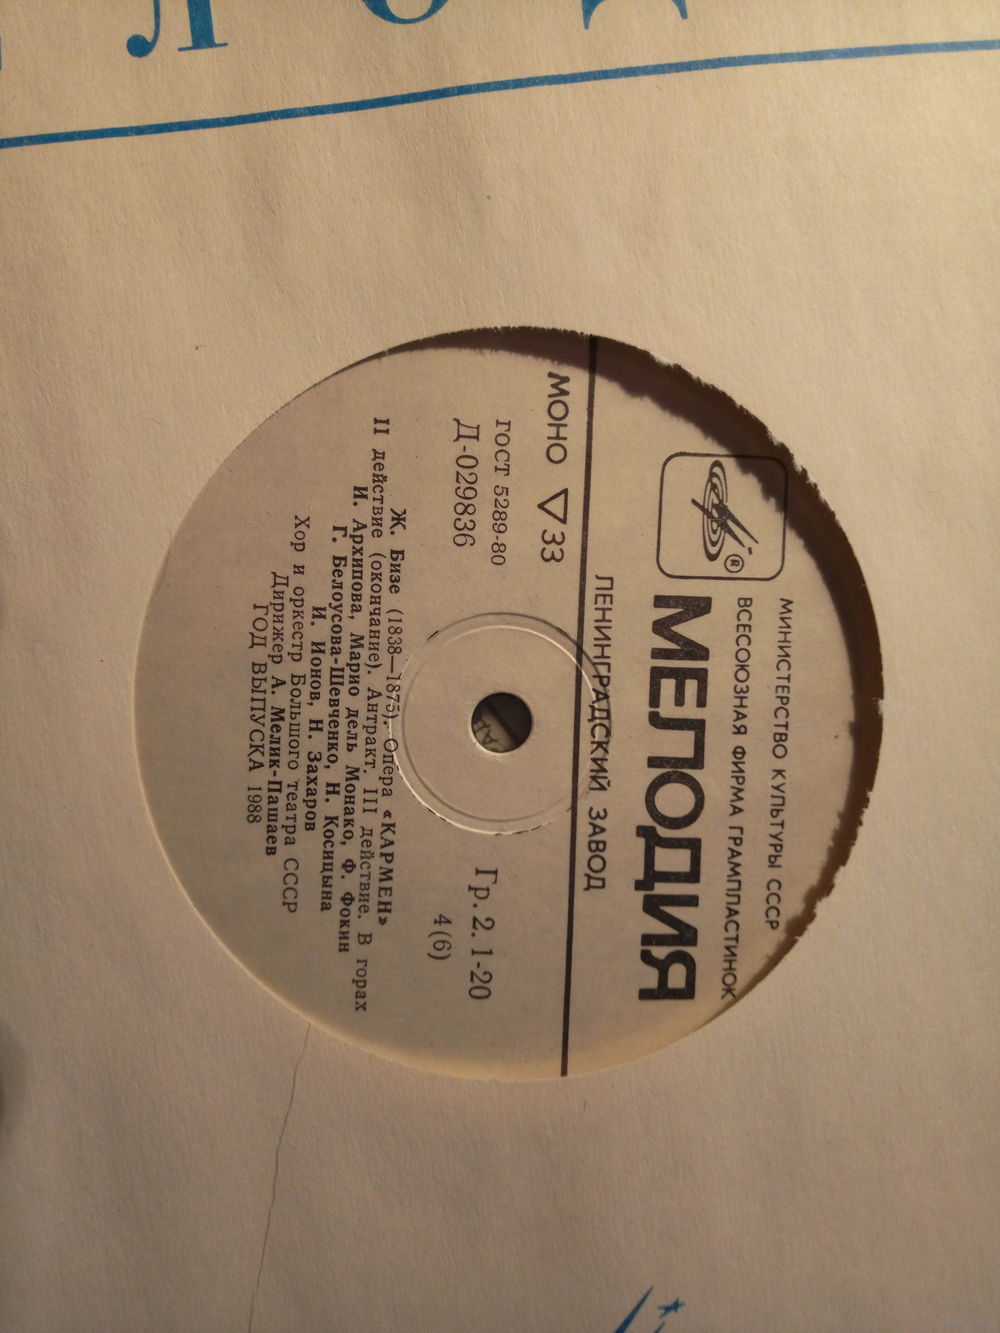 ЛОД
МИНИСТЕРСТВО КУЛЬТУРЫ СССР
ВСЕСОЮЗНАЯ ФИРМА ГРАМПЛАСТИНОК
МЕЛОДИЯ
®
ЛЕНИНГРАДСКИЙ ЗАВОД
МОНО ▽33
ГОСТ 5289-80
Д-029836
Гр. 2. 1-20
4(6)
Ж. Бизе (1838—1875). Опера «КАРМЕН»
II действие (окончание). Антракт. III действие. В горах
И. Архипова, Марио дель Монако, Ф. Фокин
Г. Белоусова-Шевченко, Н. Косицына
И. Ионов, Н. Захаров
Хор и оркестр Большого театра СССР
Дирижер А. Мелик-Пашаев
ГОД ВЫПУСКА 1988